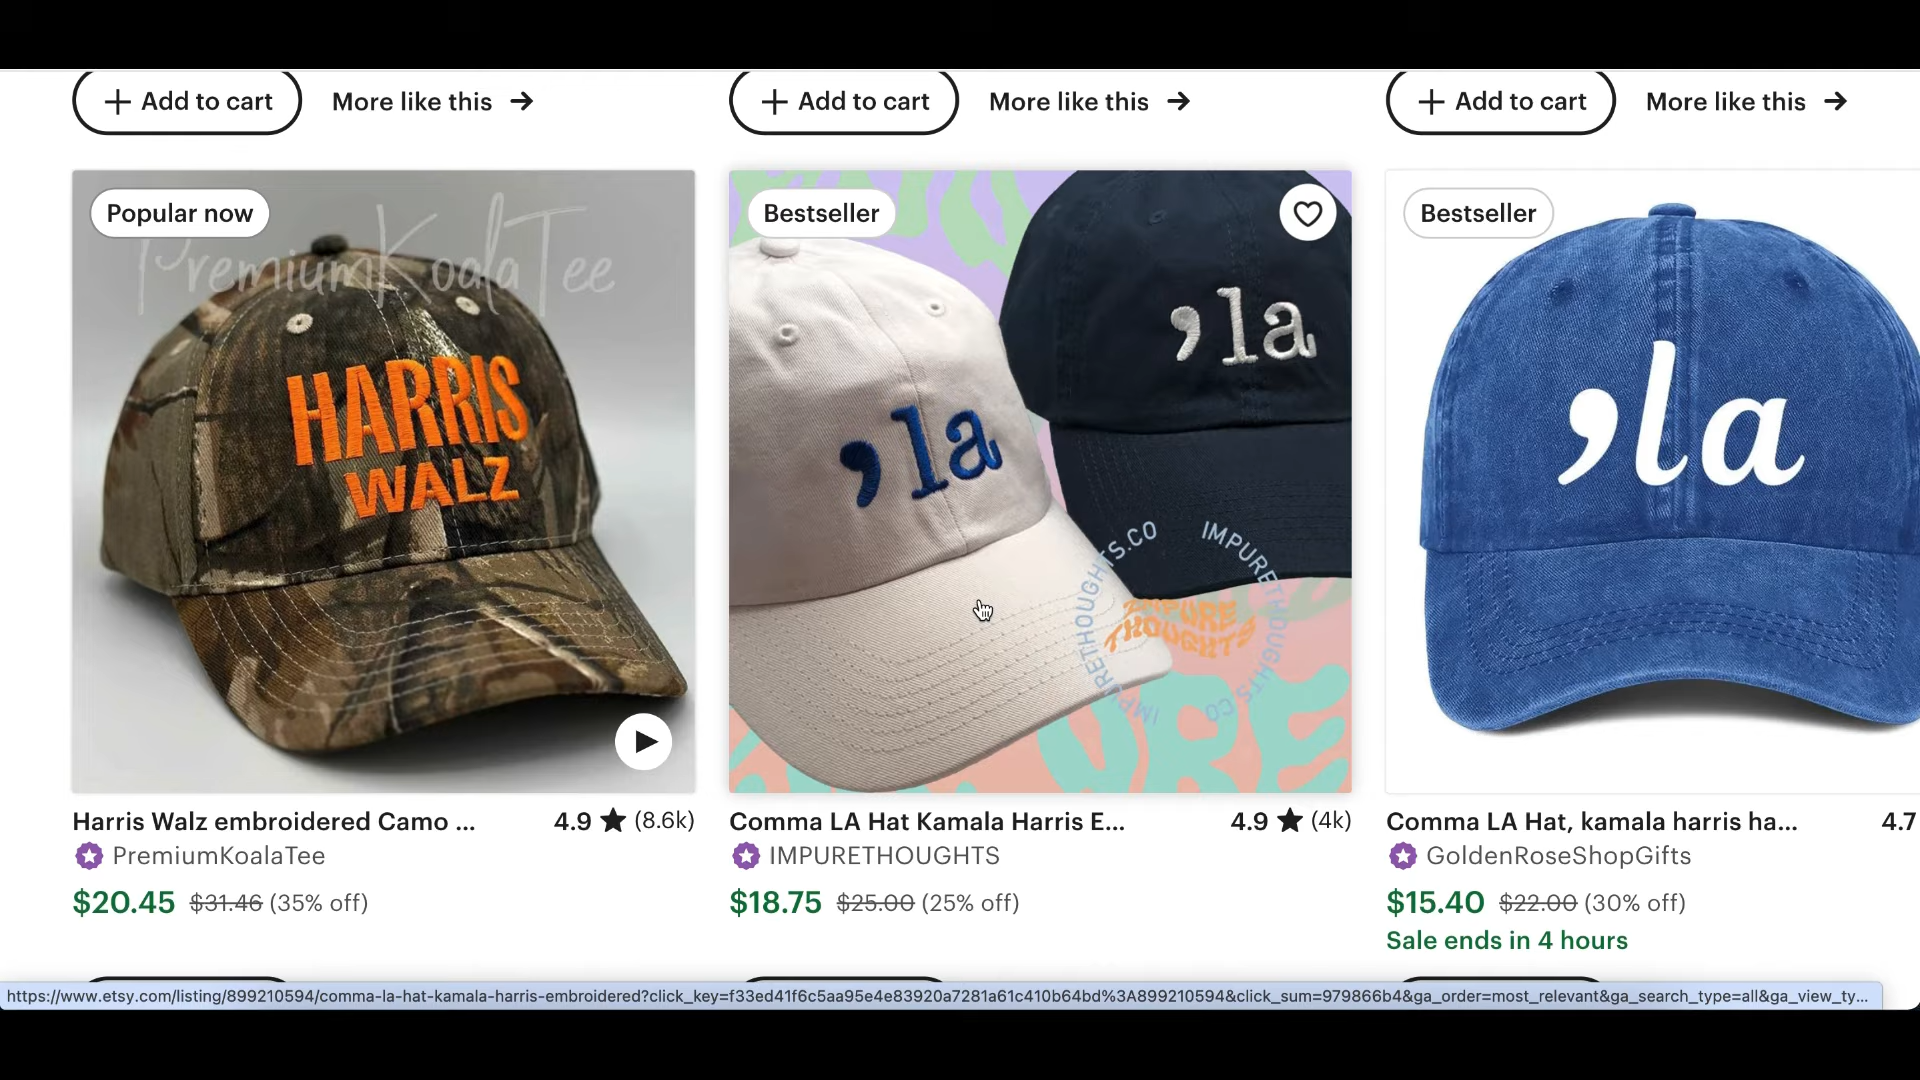 Add to cart
More like this
Add to cart
More like this
Add to cart
More like this
Popular now
PremiumKoalaTee
HARRIS
WALZ
Bestseller
,la
,la
IMPURETHOUGHTS.CO
IMPURETHOUGHTS.CO
IMPURE
THOUGHTS
Bestseller
,la
Harris Walz embroidered Camo ...
4.9 ★ (8.6k)
PremiumKoalaTee
$20.45 $31.46 (35% off)
Comma LA Hat Kamala Harris E...
4.9 ★ (4k)
IMPURETHOUGHTS
$18.75 $25.00 (25% off)
Comma LA Hat, kamala harris ha...
4.7
GoldenRoseShopGifts
$15.40 $22.00 (30% off)
Sale ends in 4 hours
https://www.etsy.com/listing/899210594/comma-la-hat-kamala-harris-embroidered?click_key=f33ed41f6c5aa95e4e83920a7281a61c410b64bd%3A899210594&click_sum=979866b4&ga_order=most_relevant&ga_search_type=all&ga_view_ty...